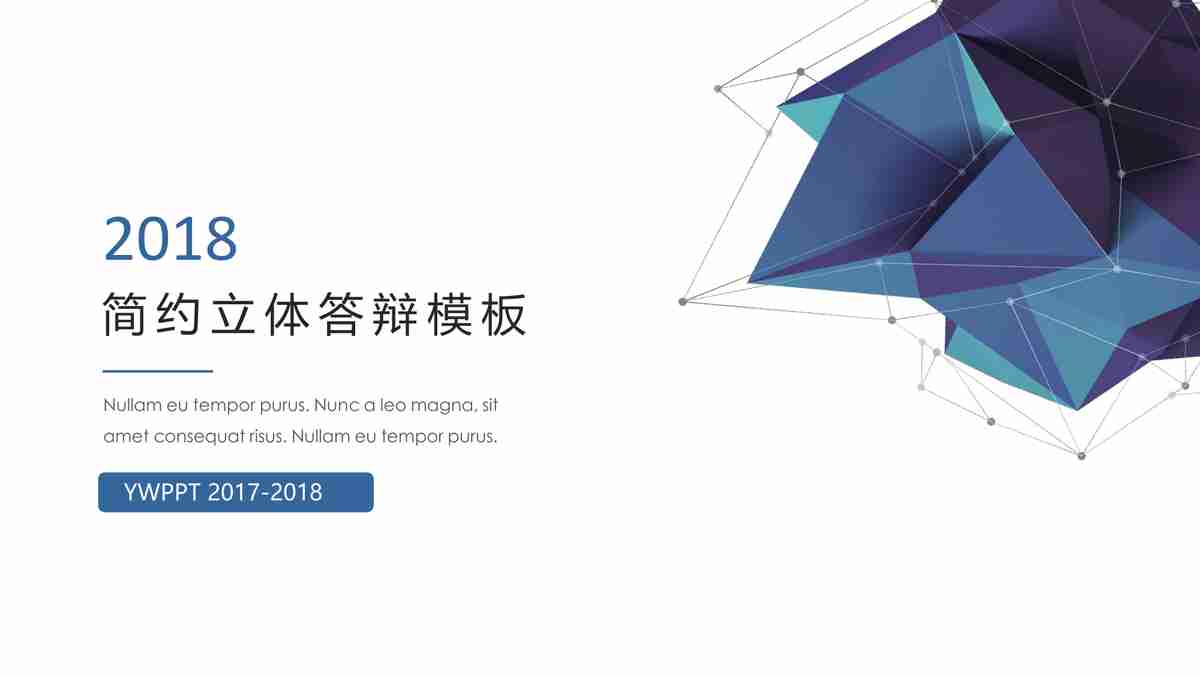 2018
简约立体答辩模板
Nullam eu tempor purus. Nunc a leo magna, sit
amet consequat risus. Nullam eu tempor purus.
YWPPT 2017-2018